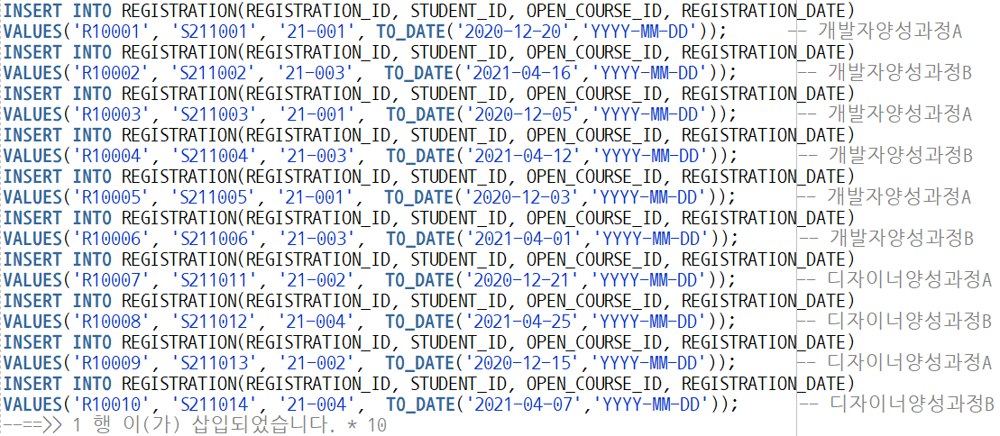 INSERT INTO REGISTRATION(REGISTRATION_ID, STUDENT_ID, OPEN_COURSE_ID, REGISTRATION_DATE)
VALUES('R10001', 'S211001', '21-001', TO_DATE('2020-12-20','YYYY-MM-DD')); -- 개발자양성과정A
INSERT INTO REGISTRATION(REGISTRATION_ID, STUDENT_ID, OPEN_COURSE_ID, REGISTRATION_DATE)
VALUES('R10002', 'S211002', '21-003', TO_DATE('2021-04-16','YYYY-MM-DD')); -- 개발자양성과정B
INSERT INTO REGISTRATION(REGISTRATION_ID, STUDENT_ID, OPEN_COURSE_ID, REGISTRATION_DATE)
VALUES('R10003', 'S211003', '21-001', TO_DATE('2020-12-05','YYYY-MM-DD')); -- 개발자양성과정A
INSERT INTO REGISTRATION(REGISTRATION_ID, STUDENT_ID, OPEN_COURSE_ID, REGISTRATION_DATE)
VALUES('R10004', 'S211004', '21-003', TO_DATE('2021-04-12','YYYY-MM-DD')); -- 개발자양성과정B
INSERT INTO REGISTRATION(REGISTRATION_ID, STUDENT_ID, OPEN_COURSE_ID, REGISTRATION_DATE)
VALUES('R10005', 'S211005', '21-001', TO_DATE('2020-12-03','YYYY-MM-DD')); -- 개발자양성과정A
INSERT INTO REGISTRATION(REGISTRATION_ID, STUDENT_ID, OPEN_COURSE_ID, REGISTRATION_DATE)
VALUES('R10006', 'S211006', '21-003', TO_DATE('2021-04-01','YYYY-MM-DD')); -- 개발자양성과정B
INSERT INTO REGISTRATION(REGISTRATION_ID, STUDENT_ID, OPEN_COURSE_ID, REGISTRATION_DATE)
VALUES('R10007', 'S211011', '21-002', TO_DATE('2020-12-21','YYYY-MM-DD')); -- 디자이너양성과정A
INSERT INTO REGISTRATION(REGISTRATION_ID, STUDENT_ID, OPEN_COURSE_ID, REGISTRATION_DATE)
VALUES('R10008', 'S211012', '21-004', TO_DATE('2021-04-25','YYYY-MM-DD')); -- 디자이너양성과정B
INSERT INTO REGISTRATION(REGISTRATION_ID, STUDENT_ID, OPEN_COURSE_ID, REGISTRATION_DATE)
VALUES('R10009', 'S211013', '21-002', TO_DATE('2020-12-15','YYYY-MM-DD')); -- 디자이너양성과정A
INSERT INTO REGISTRATION(REGISTRATION_ID, STUDENT_ID, OPEN_COURSE_ID, REGISTRATION_DATE)
VALUES('R10010', 'S211014', '21-004', TO_DATE('2021-04-07','YYYY-MM-DD')); -- 디자이너양성과정B
--==>> 1 행 이(가) 삽입되었습니다. * 10